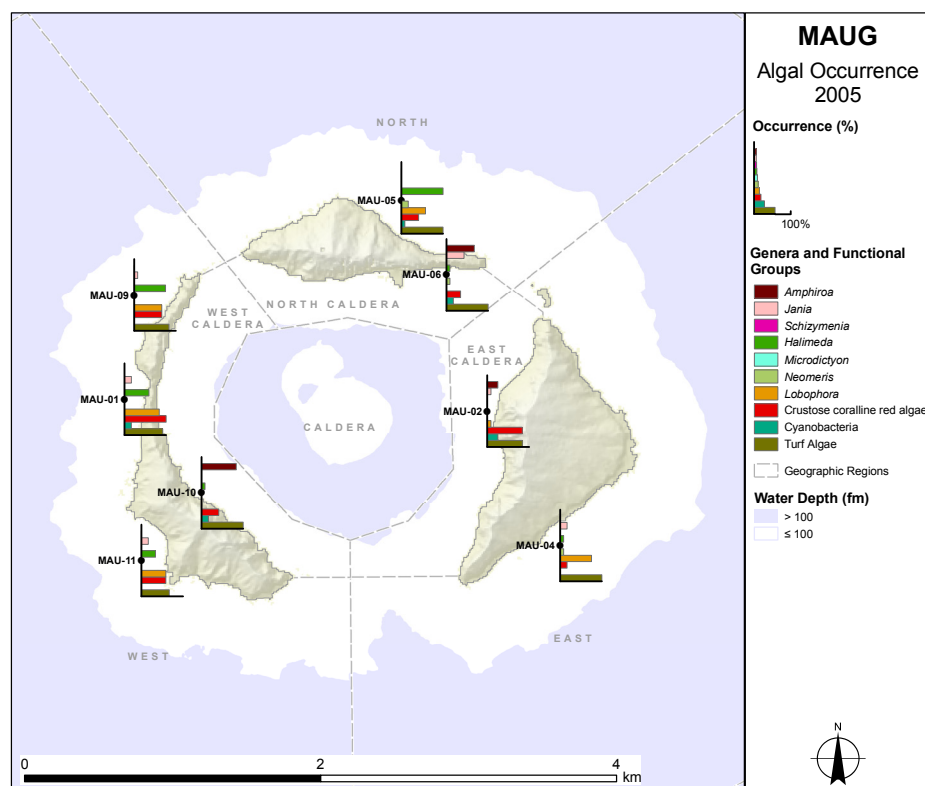 MAUG
Algal Occurrence
2005
Occurrence (%)
100%
Genera and Functional
Groups
Amphiroa
Jania
Schizymenia
Halimeda
Microdictyon
Neomeris
Lobophora
Crustose coralline red algae
Cyanobacteria
Turf Algae
Geographic Regions
Water Depth (fm)
> 100
≤ 100
N
NORTH
MAU-05
MAU-06
MAU-09
NORTH CALDERA
WEST
CALDERA
EAST
CALDERA
MAU-01
MAU-02
CALDERA
MAU-10
MAU-04
MAU-11
WEST
EAST
0
2
4
km